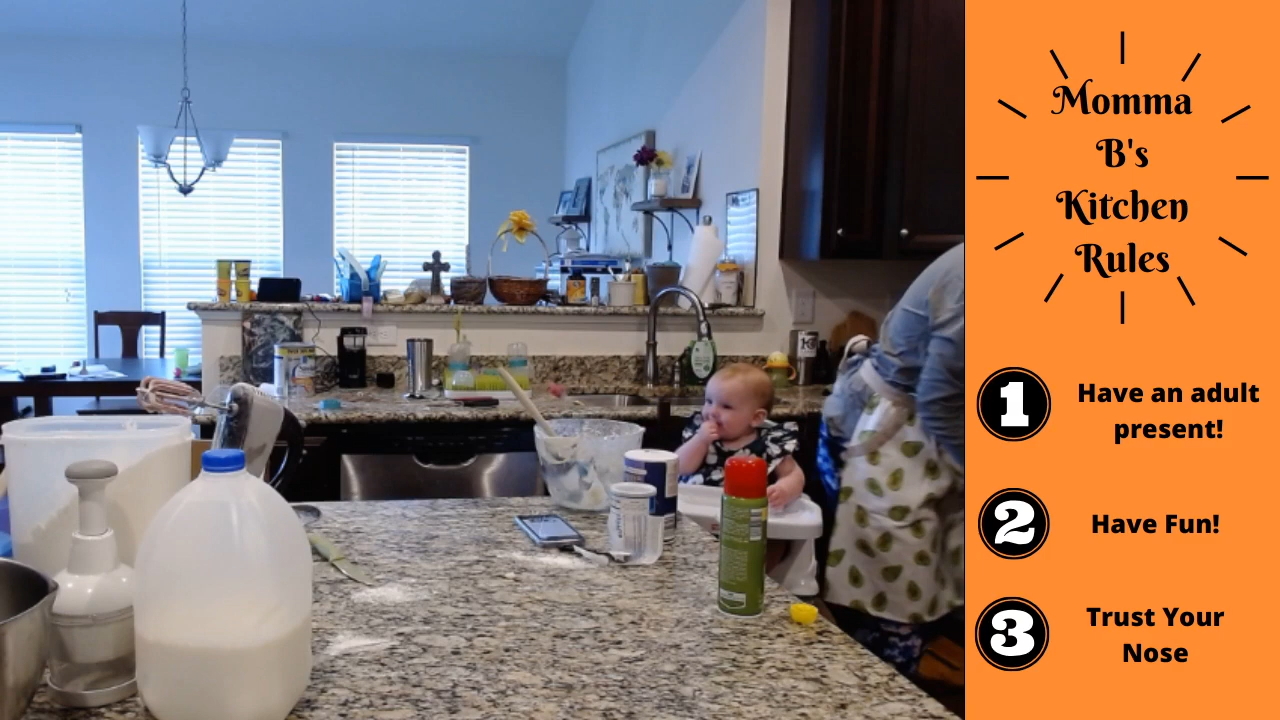 Momma
B's
Kitchen
Rules
1
Have an adult
present!
2
Have Fun!
3
Trust Your
Nose